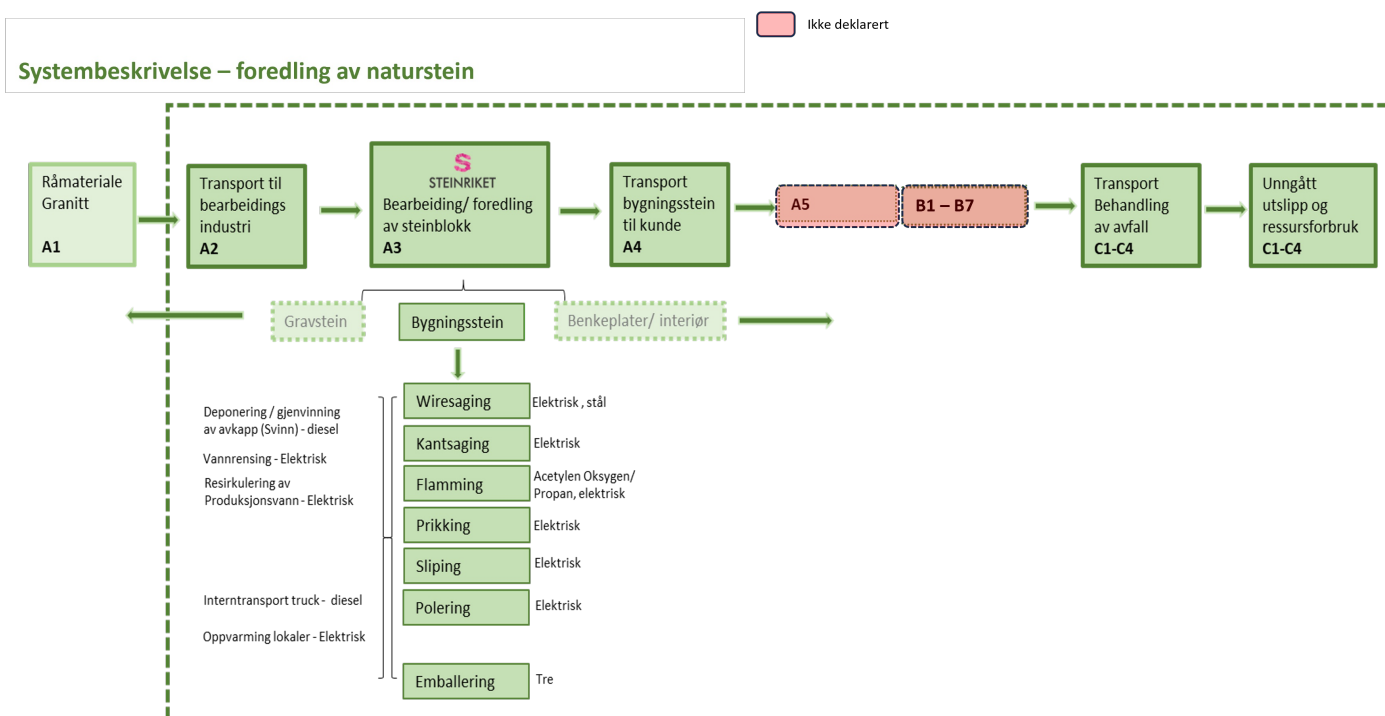 Ikke deklarert
Systembeskrivelse – foredling av naturstein
Råmateriale
Granitt
A1
Transport til
bearbeidings
industri
A2
S
STEINRIKET
Bearbeiding/ foredling
av steinblokk
A3
Transport
bygningsstein
til kunde
A4
A5
B1 – B7
Transport
Behandling
av avfall
C1-C4
Unngått
utslipp og
ressursforbruk
C1-C4
Gravstein
Bygningsstein
Benkeplater/ interiør
Deponering / gjenvinning
av avkapp (Svinn) - diesel
Vannrensing - Elektrisk
Resirkulering av
Produksjonsvann - Elektrisk
Interntransport truck - diesel
Oppvarming lokaler - Elektrisk
Wiresaging
Elektrisk , stål
Kantsaging
Elektrisk
Flamming
Acetylen Oksygen/
Propan, elektrisk
Prikking
Elektrisk
Sliping
Elektrisk
Polering
Elektrisk
Emballering
Tre